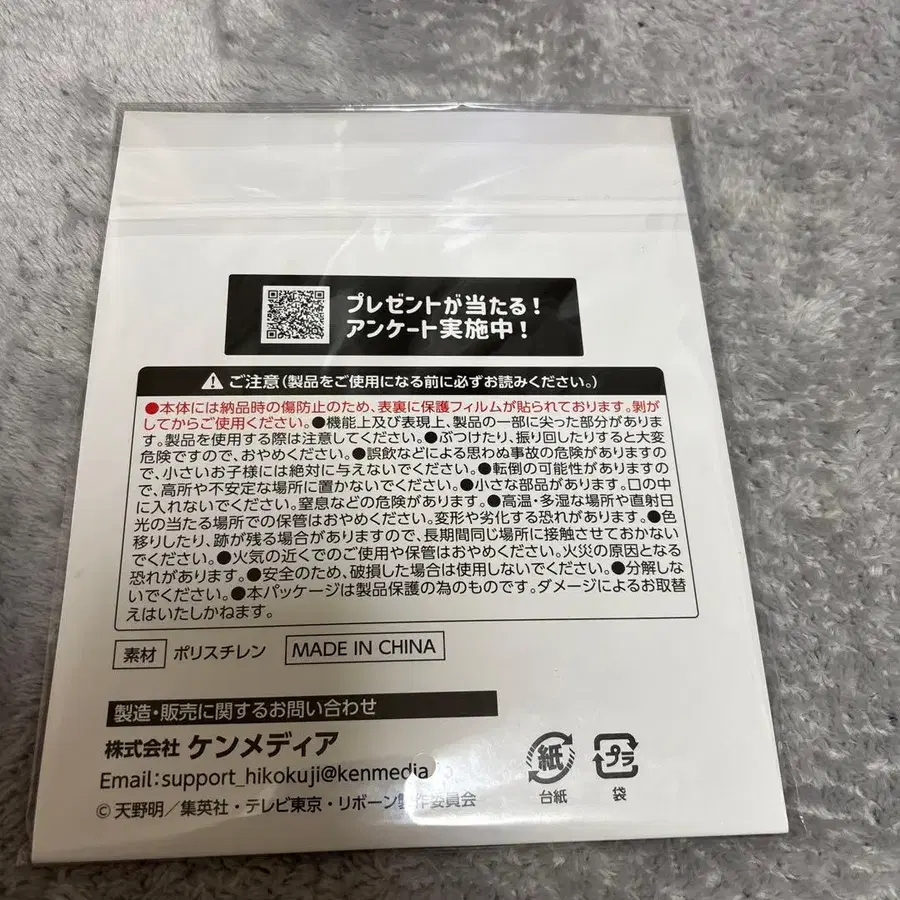 プレゼントが当たる!
アンケート実施中!
ご注意(製品をご使用になる前に必ずお読みください。)
●本体には納品時の傷防止のため、表裏に保護フィルムが貼られております。剝が
してからご使用ください。●機能上及び表現上、製品の一部に尖った部分がありま
す。製品を使用する際は注意してください。●ぶつけたり、振り回したりすると大変
危険ですので、おやめください。●誤飲などによる思わぬ事故の危険がありますの
で、小さいお子様には絶対に与えないでください。●転倒の可能性がありますの
で、高所や不安定な場所に置かないでください。●小さな部品があります。口の中
に入れないでください。窒息などの危険があります。●高温・多湿な場所や直射日
光の当たる場所での保管はおやめください。変形や劣化する恐れがあります。●色
移りしたり、跡が残る場合がありますので、長期間同じ場所に接触させておかない
でください。●火気の近くでのご使用や保管はおやめください。火災の原因となる
恐れがあります。●安全のため、破損した場合は使用しないでください。●分解しな
いでください。●本パッケージは製品保護の為のものです。ダメージによるお取替
えはいたしかねます。
素材 ポリスチレン MADE IN CHINA
製造・販売に関するお問い合わせ
株式会社 ケンメディア
Email:support_hikokuji@kenmedia
©天野明/集英社・テレビ東京・リボーン製作委員会
紙 プラ
台紙 袋